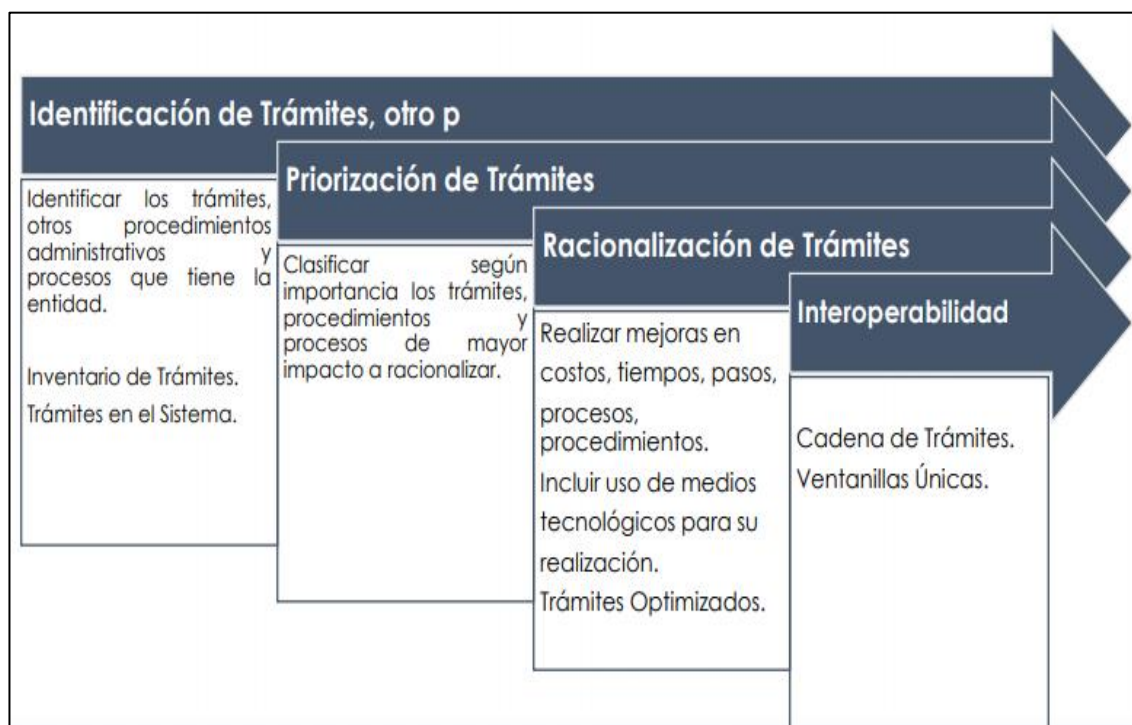 Identificación de Trámites, otro p
Identificar los trámites,
otros procedimientos
administrativos y
procesos que tiene la
entidad.
Inventario de Trámites.
Trámites en el Sistema.
Priorización de Trámites
Clasificar según
importancia los trámites,
procedimientos y
procesos de mayor
impacto a racionalizar.
Racionalización de Trámites
Realizar mejoras en
costos, tiempos, pasos,
procesos,
procedimientos.
Incluir uso de medios
tecnológicos para su
realización.
Trámites Optimizados.
Interoperabilidad
Cadena de Trámites.
Ventanillas Únicas.